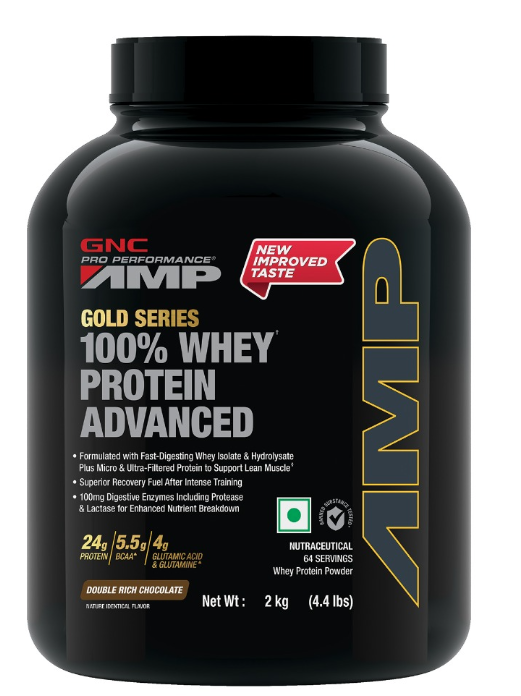 GNC
PRO PERFORMANCE®
AMP
NEW
IMPROVED
TASTE
GOLD SERIES
100% WHEY†
PROTEIN
ADVANCED
• Formulated with Fast-Digesting Whey Isolate & Hydrolysate
Plus Micro & Ultra-Filtered Protein to Support Lean Muscle‡
• Superior Recovery Fuel After Intense Training
• 100mg Digestive Enzymes Including Protease
& Lactase for Enhanced Nutrient Breakdown
24g
PROTEIN
5.5g
BCAA*
4g
GLUTAMIC ACID
& GLUTAMINE*
BANNED SUBSTANCE TESTED
NUTRACEUTICAL
64 SERVINGS
Whey Protein Powder
DOUBLE RICH CHOCOLATE
NATURE IDENTICAL FLAVOR
Net Wt : 2 kg (4.4 lbs)
AMP